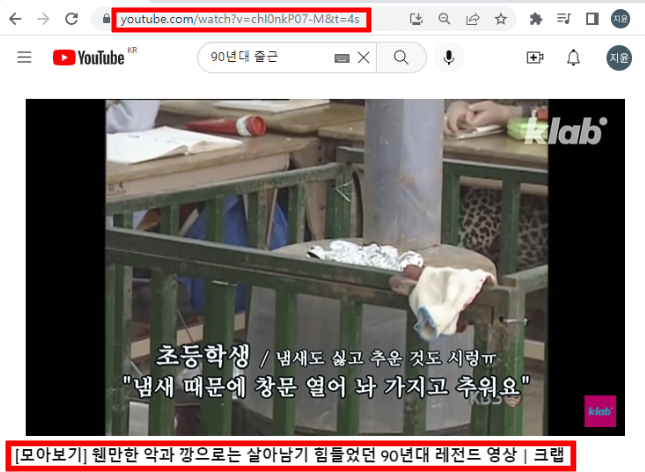 youtube.com/watch?v=chI0nkP07-M&t=4s
지윤
YouTube KR
90년대 출근
지윤
klab
초등학생 / 냄새도 싫고 추운 것도 시렁ㅠ
"냄새 때문에 창문 열어 놔 가지고 추워요"
KBS
klab
[모아보기] 웬만한 악과 깡으로는 살아남기 힘들었던 90년대 레전드 영상 | 크랩